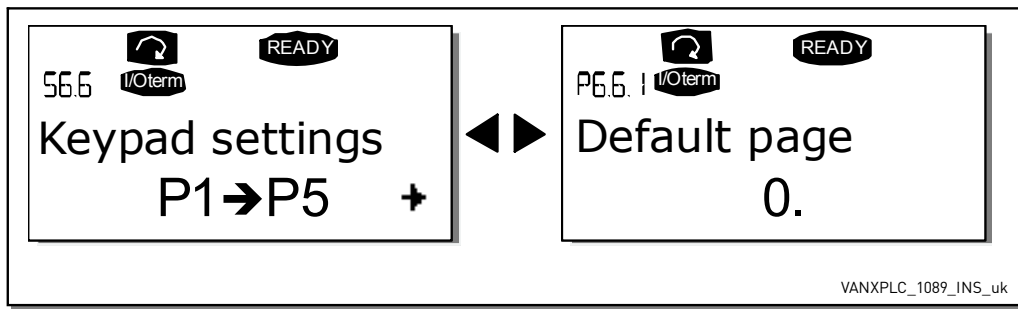 READY
S6.6 I/Oterm
Keypad settings
P1➔P5
READY
P6.6.1 I/Oterm
Default page
0.
VANXPLC_1089_INS_uk